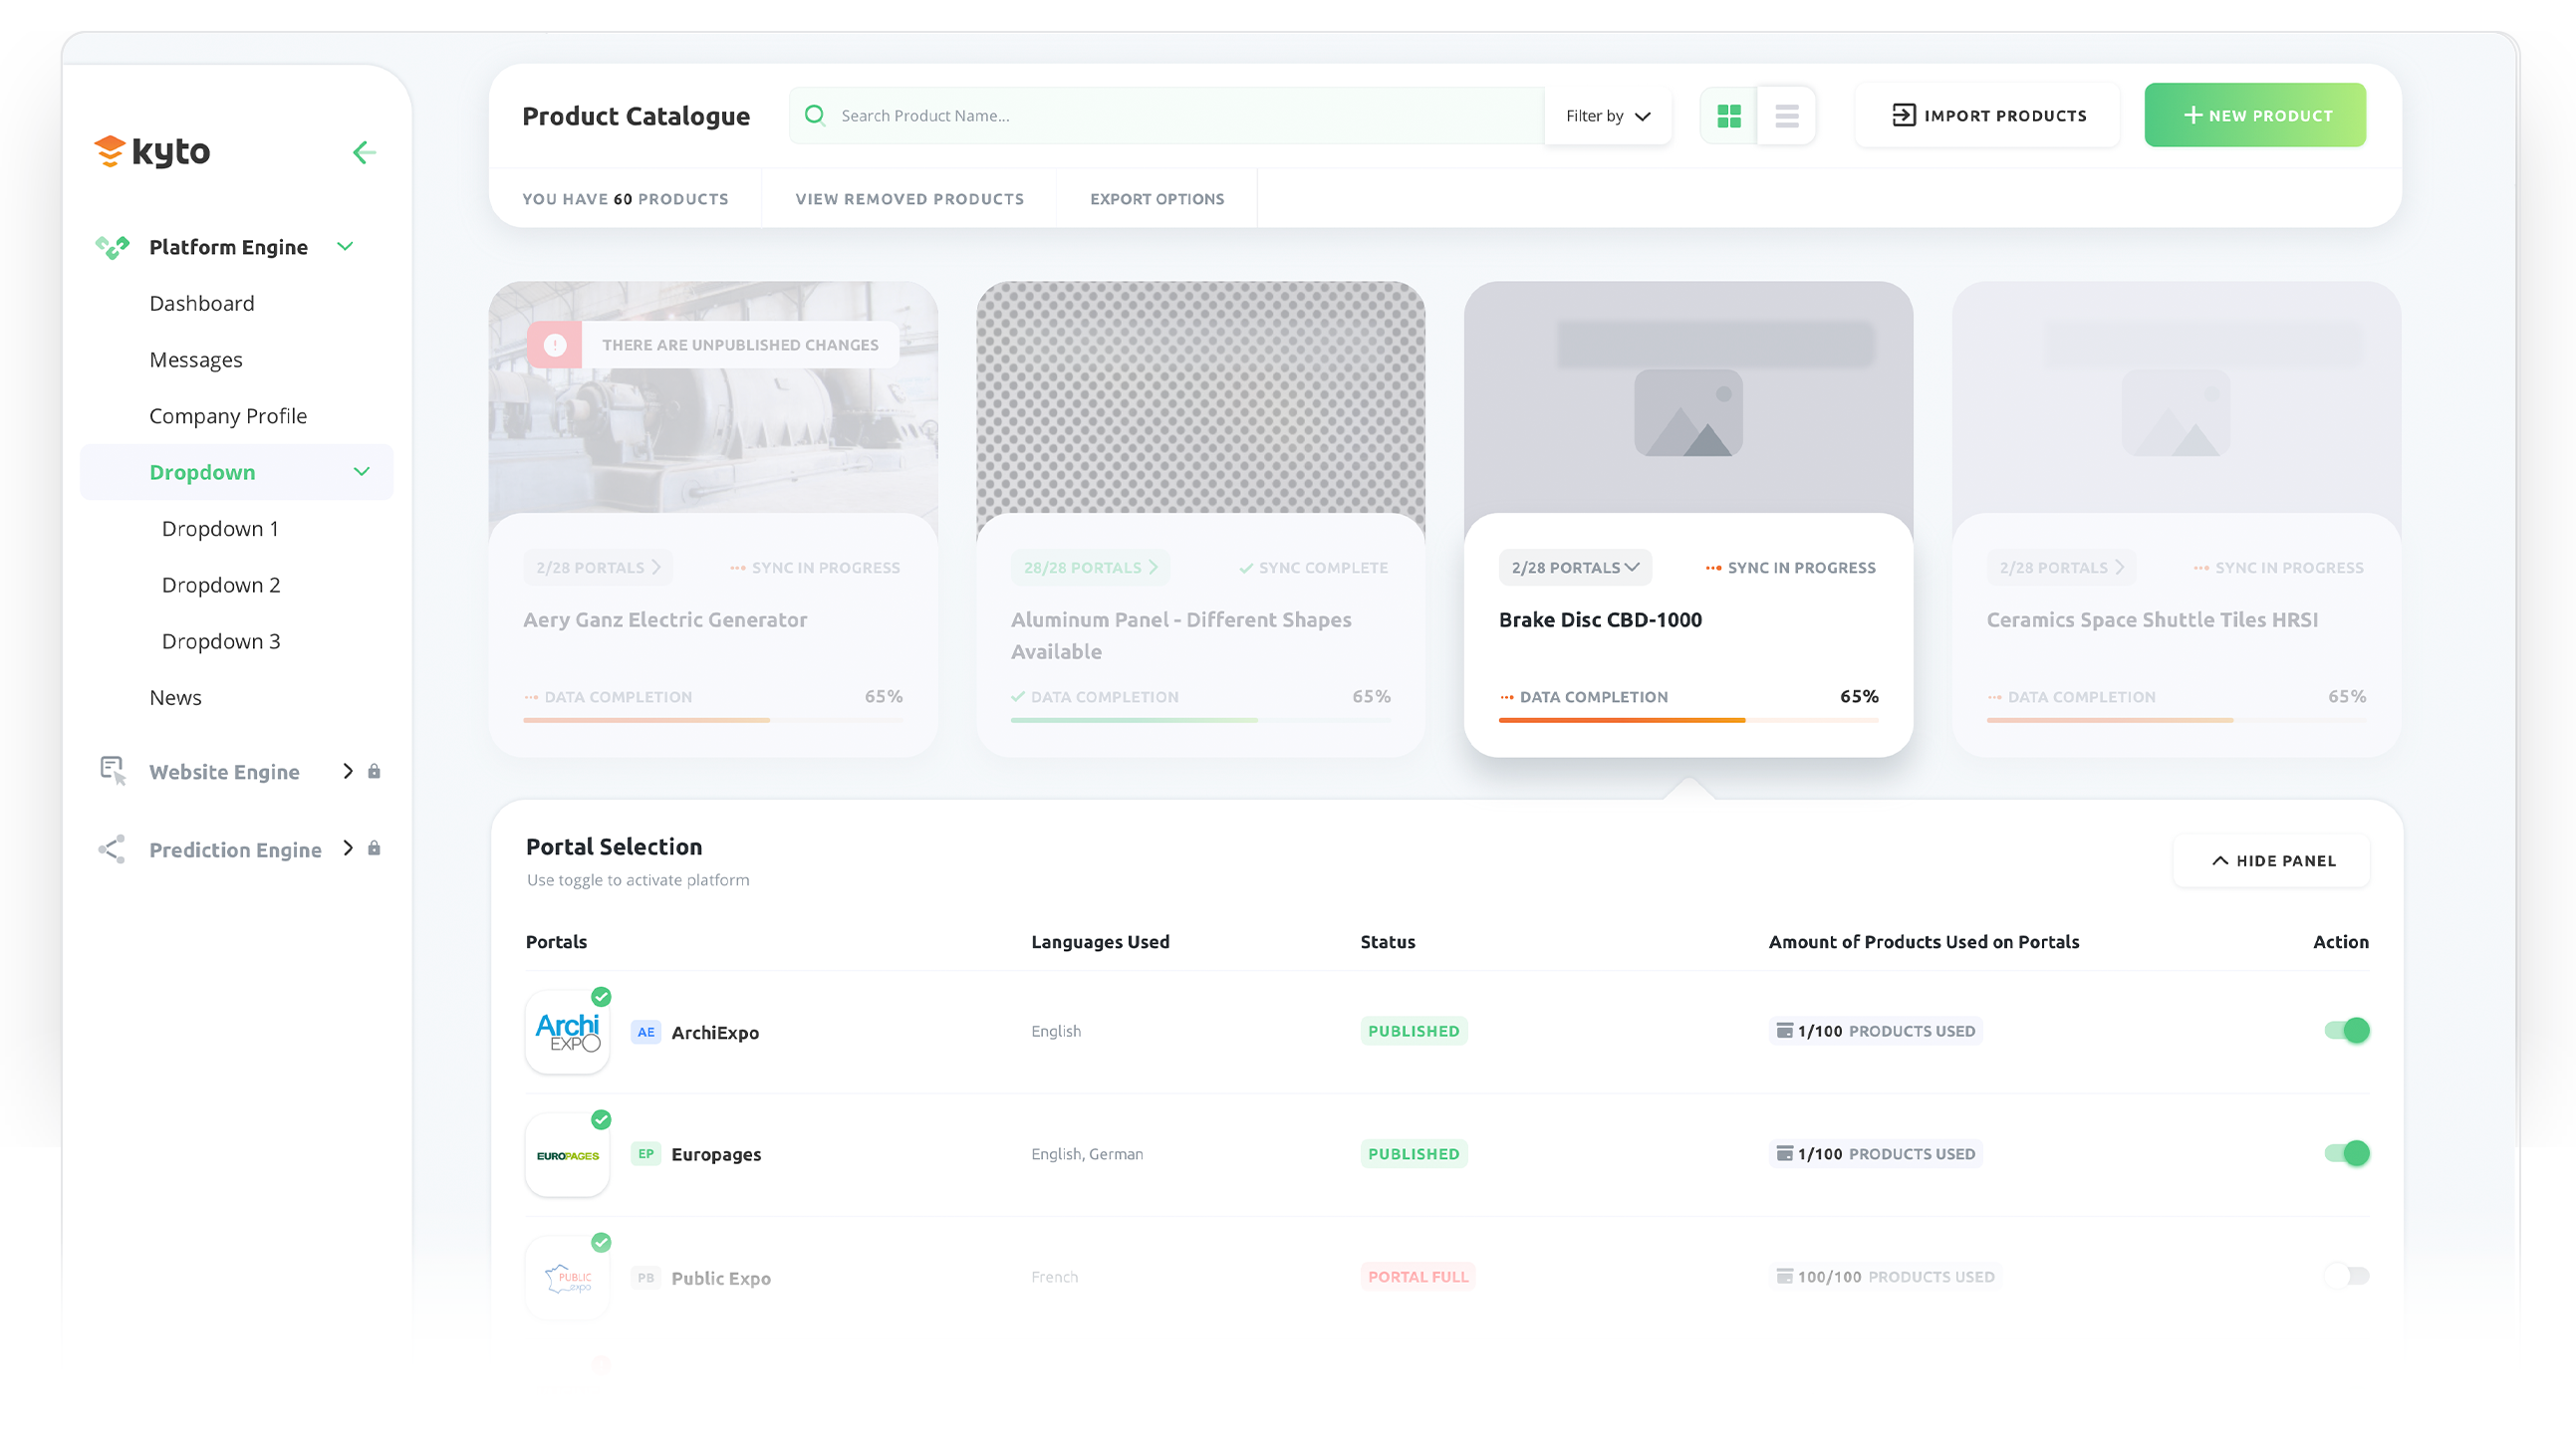 kyto
Platform Engine
Dashboard
Messages
Company Profile
Dropdown
Dropdown 1
Dropdown 2
Dropdown 3
News
Website Engine
Prediction Engine
Product Catalogue
Search Product Name...
Filter by
IMPORT PRODUCTS
NEW PRODUCT
YOU HAVE 60 PRODUCTS
VIEW REMOVED PRODUCTS
EXPORT OPTIONS
THERE ARE UNPUBLISHED CHANGES
2/28 PORTALS
SYNC IN PROGRESS
Aery Ganz Electric Generator
DATA COMPLETION
65%
28/28 PORTALS
SYNC COMPLETE
Aluminum Panel - Different Shapes
Available
DATA COMPLETION
65%
2/28 PORTALS
SYNC IN PROGRESS
Brake Disc CBD-1000
DATA COMPLETION
65%
2/28 PORTALS
SYNC IN PROGRESS
Ceramics Space Shuttle Tiles HRSI
DATA COMPLETION
65%
Portal Selection
Use toggle to activate platform
HIDE PANEL
Portals
Languages Used
Status
Amount of Products Used on Portals
Action
Archi
EXPO
AE
ArchiExpo
English
PUBLISHED
1/100 PRODUCTS USED
EUROPAGES
EP
Europages
English, German
PUBLISHED
1/100 PRODUCTS USED
PUBLIC
expo
PB
Public Expo
French
PORTAL FULL
100/100 PRODUCTS USED